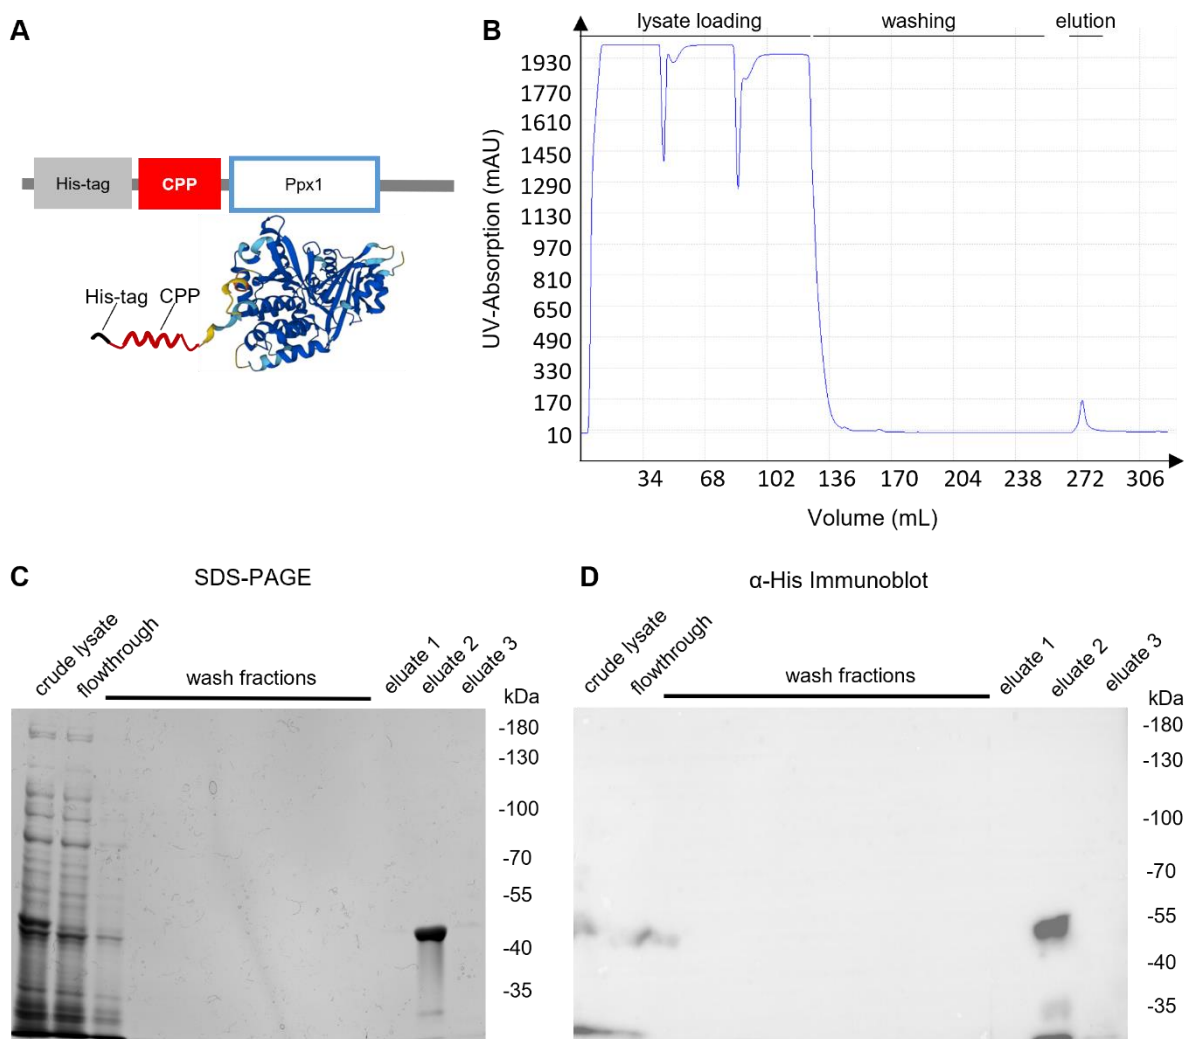 A
His-tag
CPP
Ppx1
His-tag
CPP
B
lysate loading
washing
elution
UV-Absorption (mAU)
1930
1770
1610
1450
1290
1130
970
810
650
490
330
170
10
34 68 102 136 170 204 238 272 306
Volume (mL)
C
SDS-PAGE
crude lysate
flowthrough
wash fractions
eluate 1
eluate 2
eluate 3
kDa
-180
-130
-100
-70
-55
-40
-35
D
α-His Immunoblot
crude lysate
flowthrough
wash fractions
eluate 1
eluate 2
eluate 3
kDa
-180
-130
-100
-70
-55
-40
-35